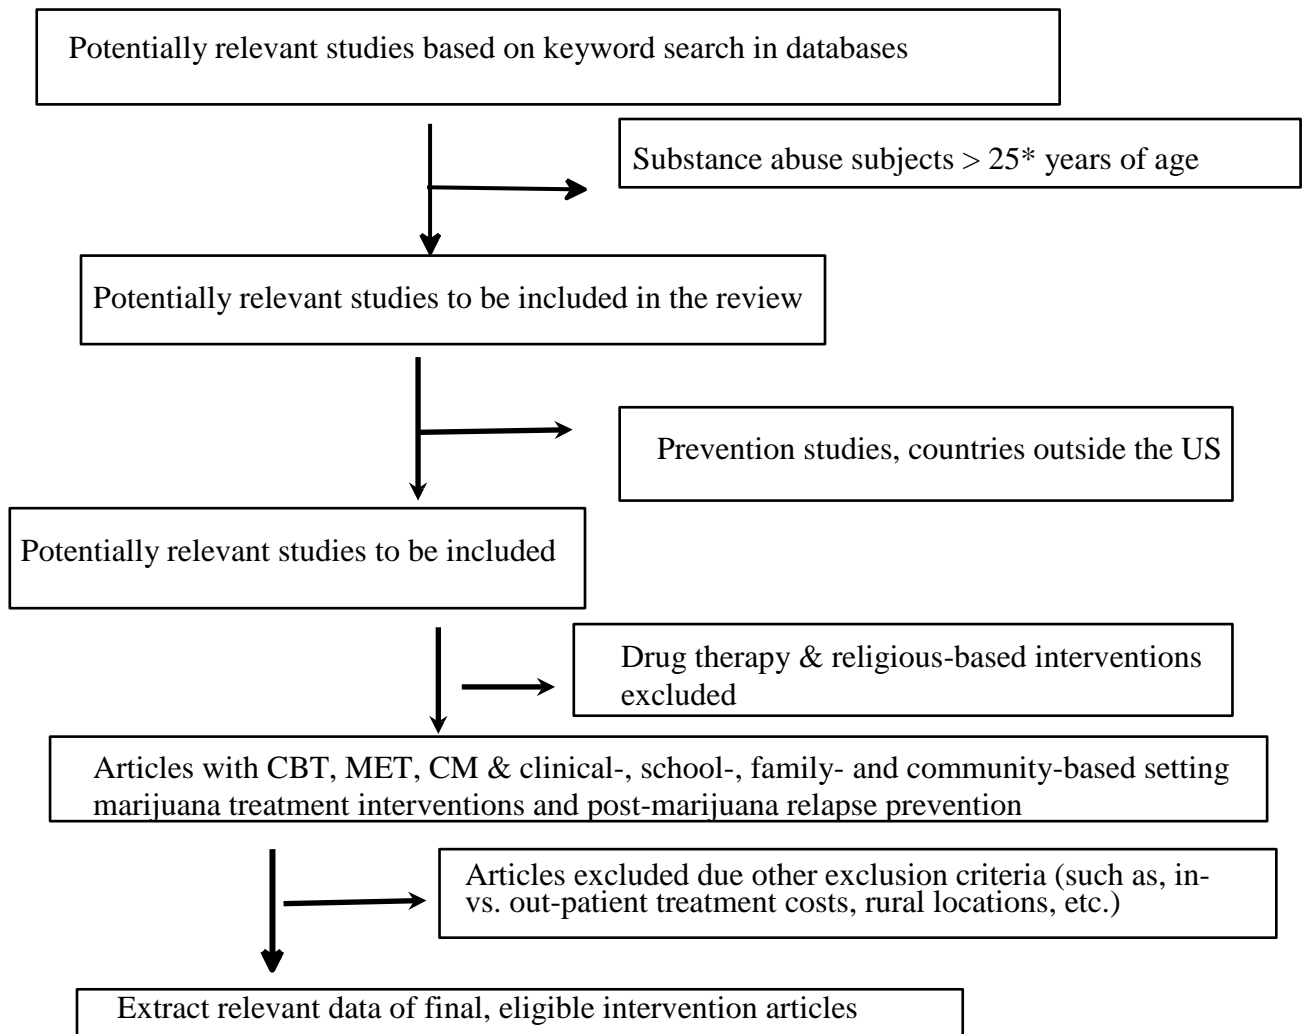 Potentially relevant studies based on keyword search in databases
Substance abuse subjects > 25* years of age
Potentially relevant studies to be included in the review
Prevention studies, countries outside the US
Potentially relevant studies to be included
Drug therapy & religious-based interventions
excluded
Articles with CBT, MET, CM & clinical-, school-, family- and community-based setting
marijuana treatment interventions and post-marijuana relapse prevention
Articles excluded due other exclusion criteria (such as, in-
vs. out-patient treatment costs, rural locations, etc.)
Extract relevant data of final, eligible intervention articles